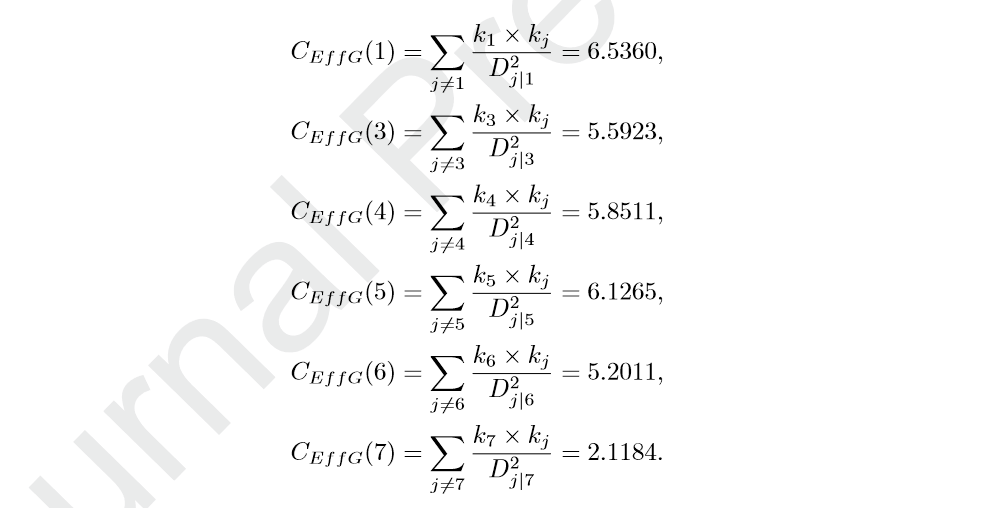 C_{EffG}(1) = \sum_{j \neq 1} \frac{k_1 \times k_j}{D^2_{j|1}} = 6.5360,
C_{EffG}(3) = \sum_{j \neq 3} \frac{k_3 \times k_j}{D^2_{j|3}} = 5.5923,
C_{EffG}(4) = \sum_{j \neq 4} \frac{k_4 \times k_j}{D^2_{j|4}} = 5.8511,
C_{EffG}(5) = \sum_{j \neq 5} \frac{k_5 \times k_j}{D^2_{j|5}} = 6.1265,
C_{EffG}(6) = \sum_{j \neq 6} \frac{k_6 \times k_j}{D^2_{j|6}} = 5.2011,
C_{EffG}(7) = \sum_{j \neq 7} \frac{k_7 \times k_j}{D^2_{j|7}} = 2.1184.
urnal Pre